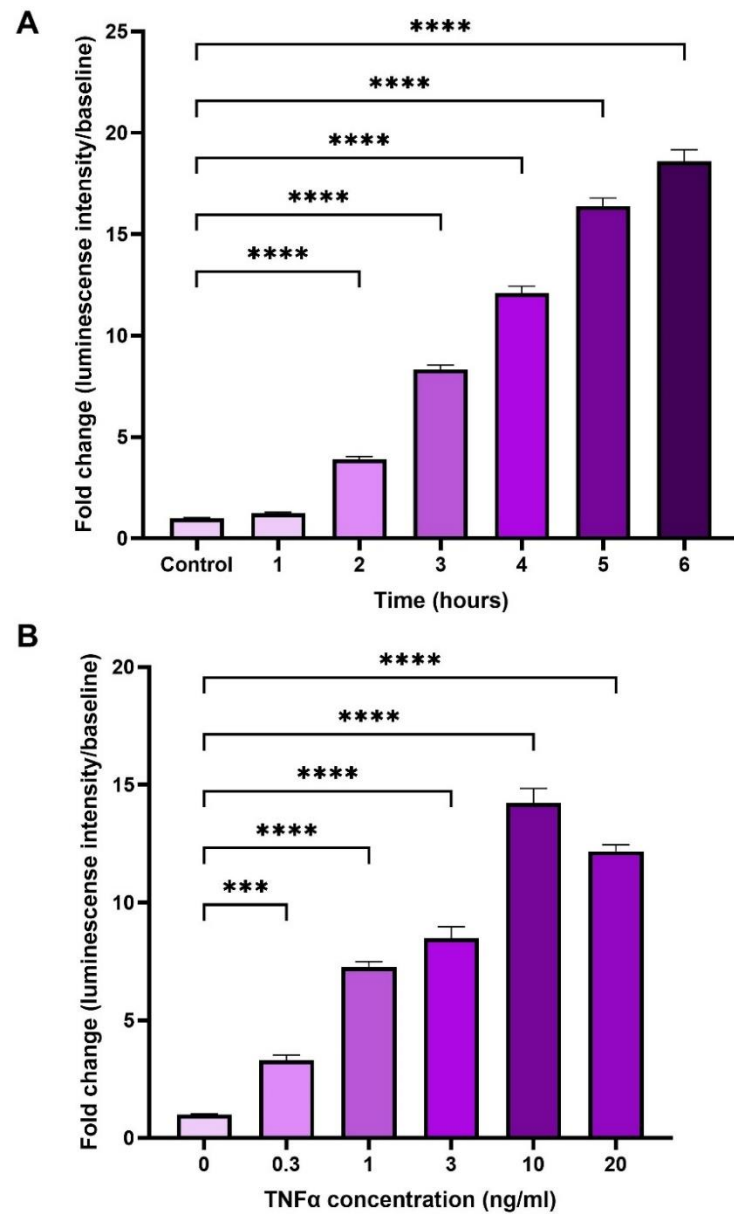 A
Fold change (luminescense intensity/baseline)
25
20
15
10
5
0
****
****
****
****
****
Control 1 2 3 4 5 6
Time (hours)
B
Fold change (luminescense intensity/baseline)
20
15
10
5
0
****
****
****
****
***
0 0.3 1 3 10 20
TNFα concentration (ng/ml)